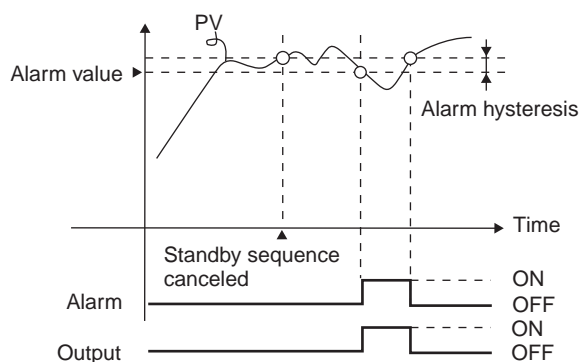 PV
Alarm value
Alarm hysteresis
Time
Standby sequence
canceled
ON
Alarm
OFF
ON
Output
OFF